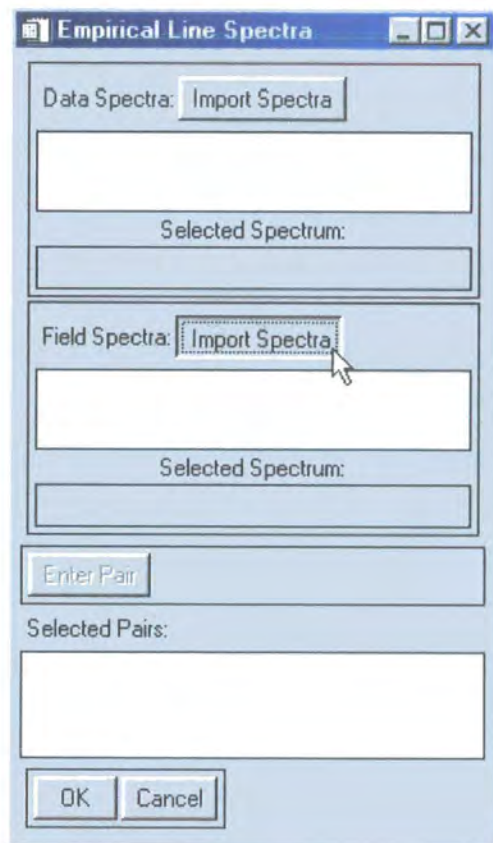 Empirical Line Spectra
Data Spectra: Import Spectra
Selected Spectrum:
Field Spectra: Import Spectra
Selected Spectrum:
Enter Pair
Selected Pairs:
OK Cancel